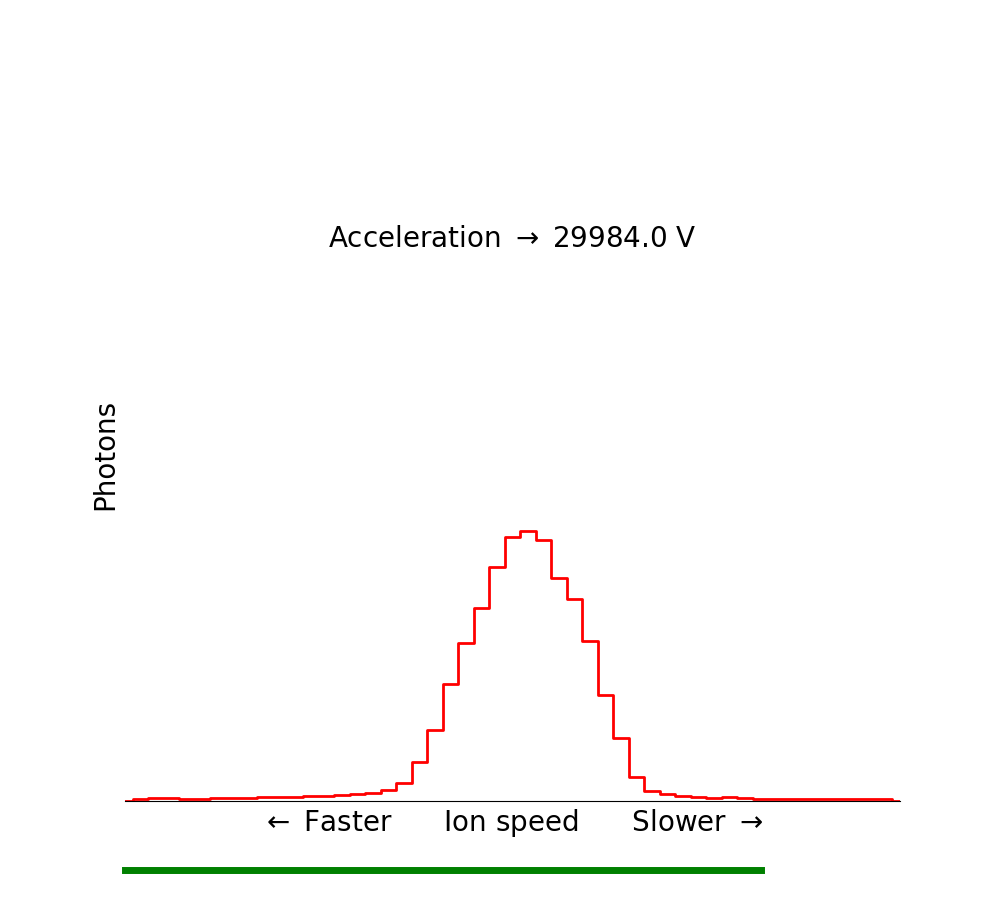 Acceleration → 29984.0 V
Photons
← Faster Ion speed Slower →